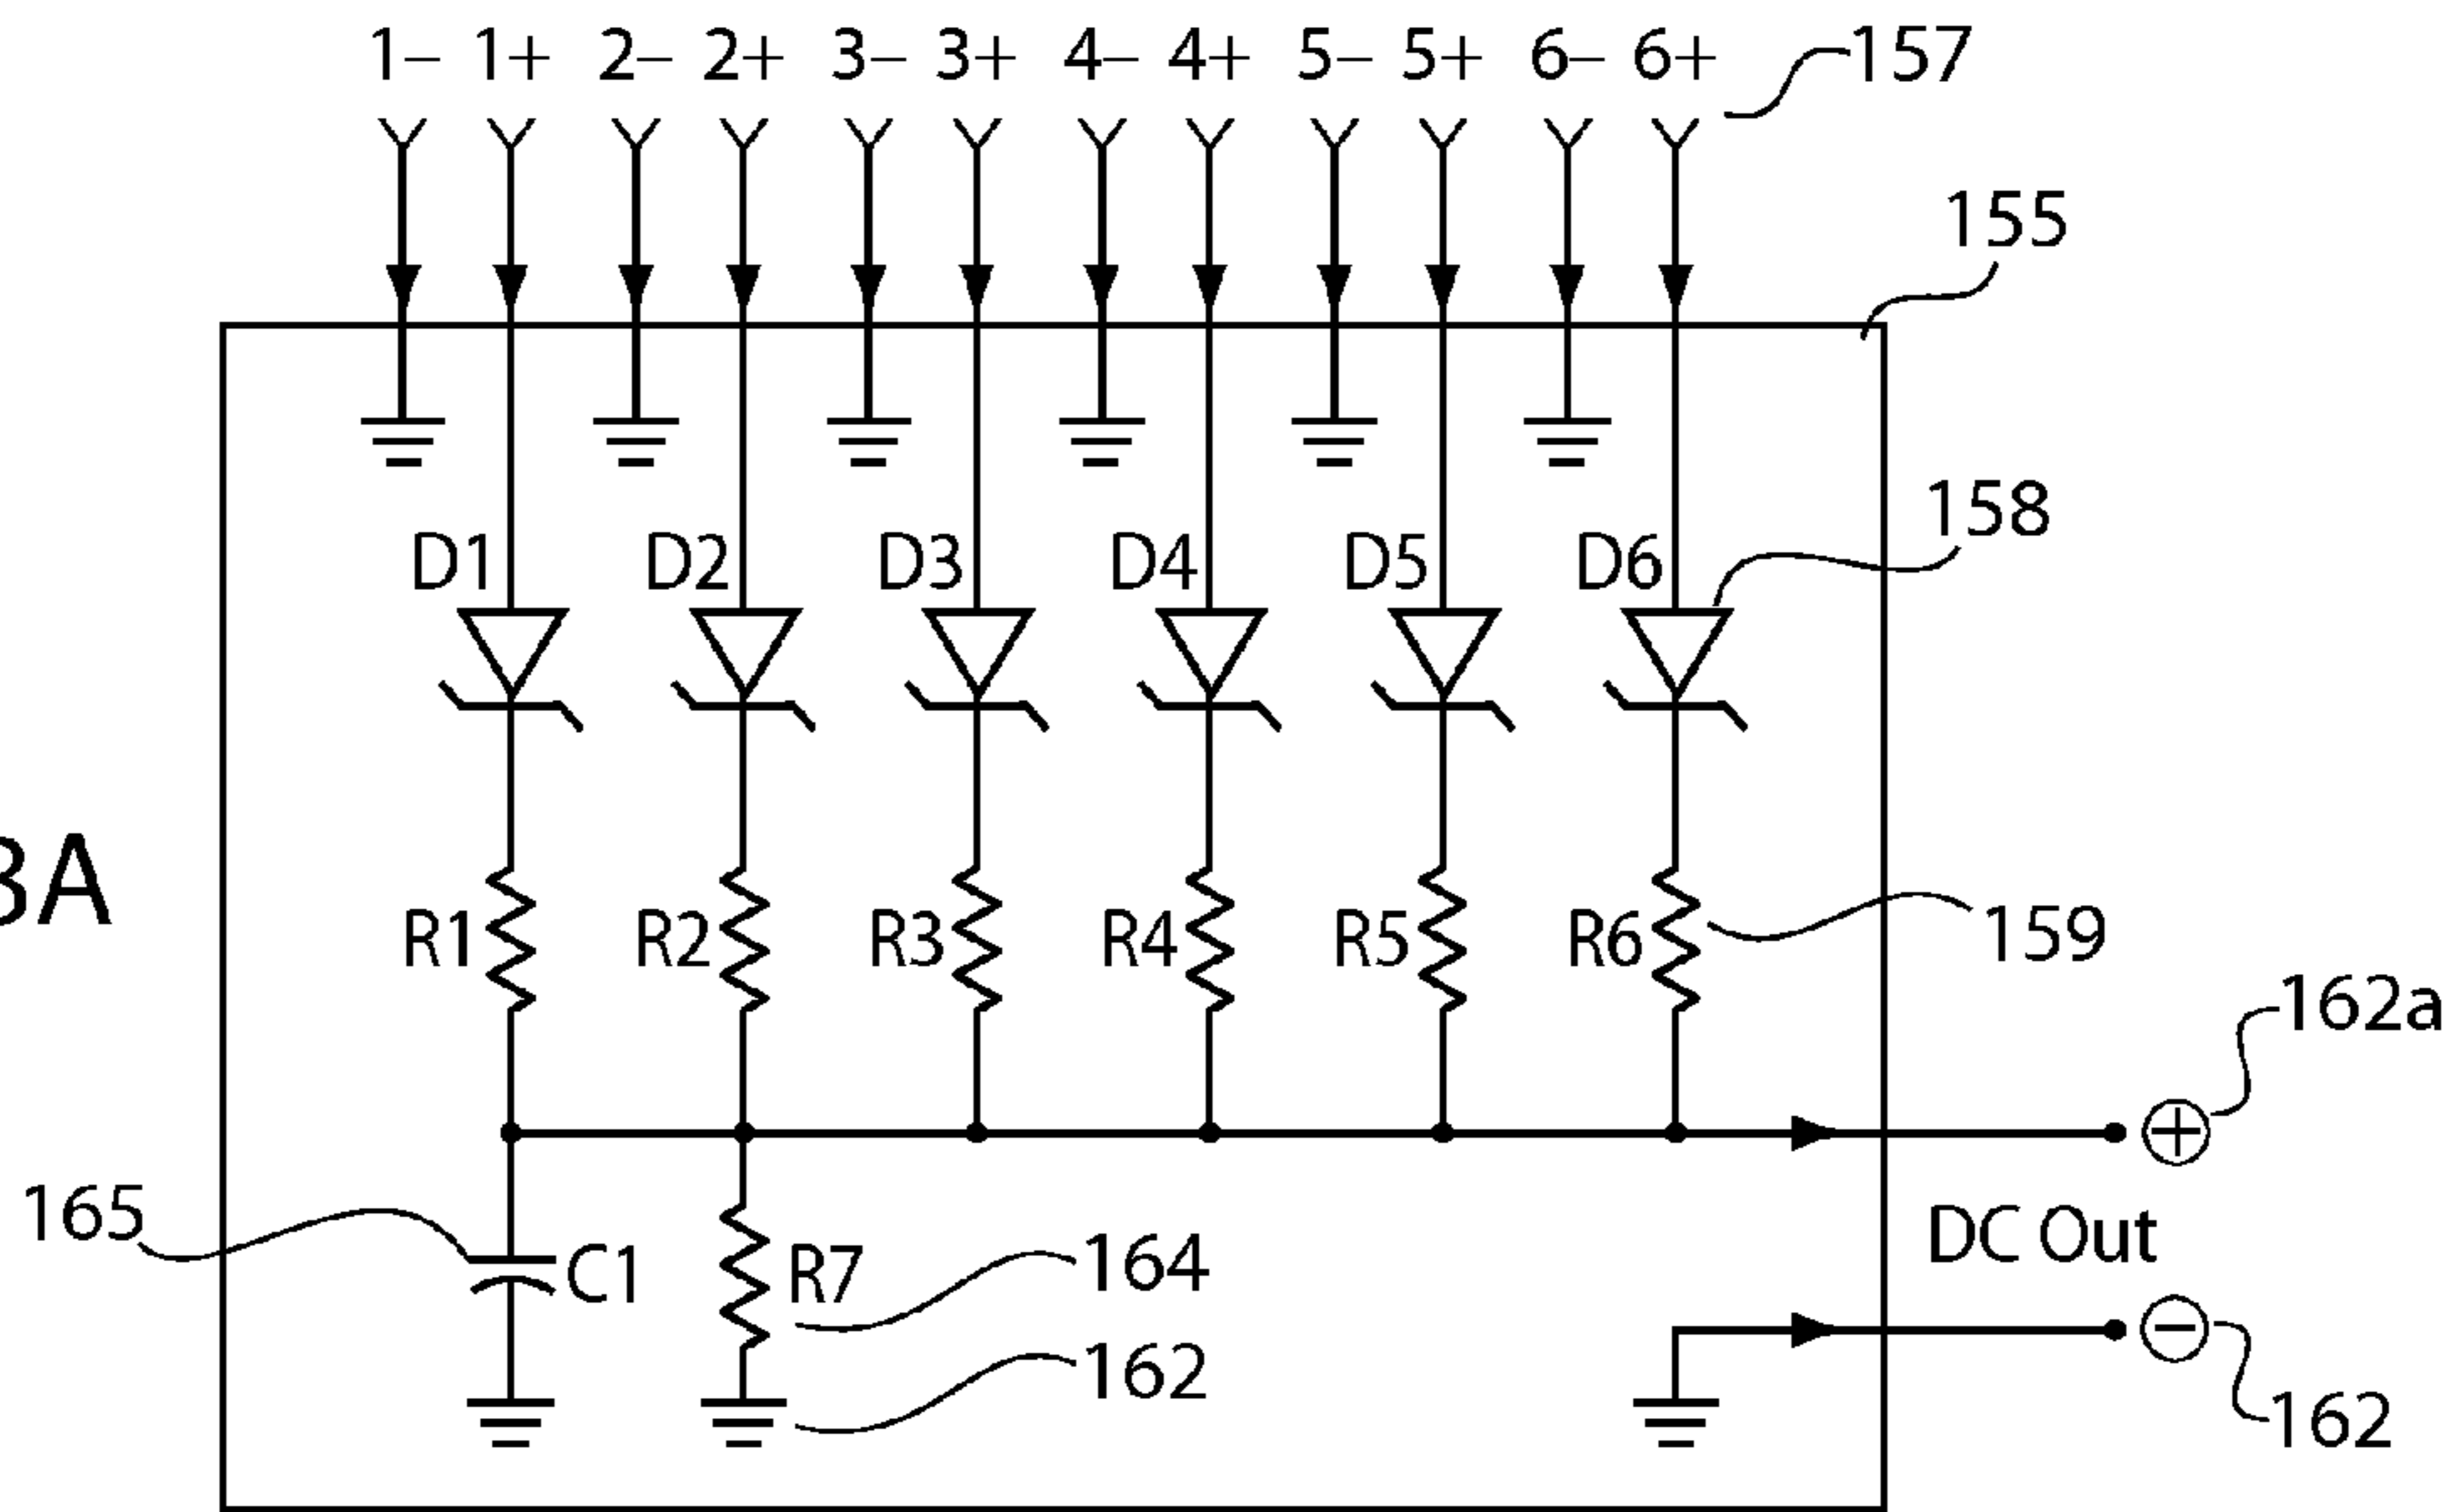 1– 1+ 2– 2+ 3– 3+ 4– 4+ 5– 5+ 6– 6+ 157
155
158
D1 D2 D3 D4 D5 D6
3A
R1 R2 R3 R4 R5 R6 159
162a
165
DC Out
C1 R7 164
162
162